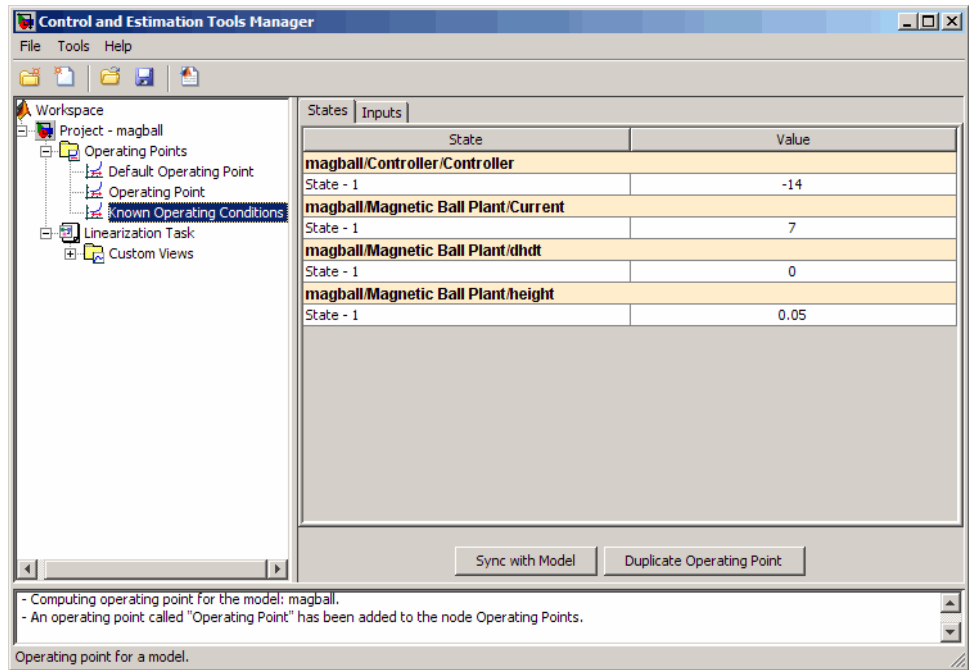 Control and Estimation Tools Manager
File Tools Help
Workspace
Project - magball
Operating Points
Default Operating Point
Operating Point
Known Operating Conditions
Linearization Task
Custom Views
States Inputs
State Value
magball/Controller/Controller
State - 1 -14
magball/Magnetic Ball Plant/Current
State - 1 7
magball/Magnetic Ball Plant/dhdt
State - 1 0
magball/Magnetic Ball Plant/height
State - 1 0.05
Sync with Model Duplicate Operating Point
- Computing operating point for the model: magball.
- An operating point called "Operating Point" has been added to the node Operating Points.
Operating point for a model.